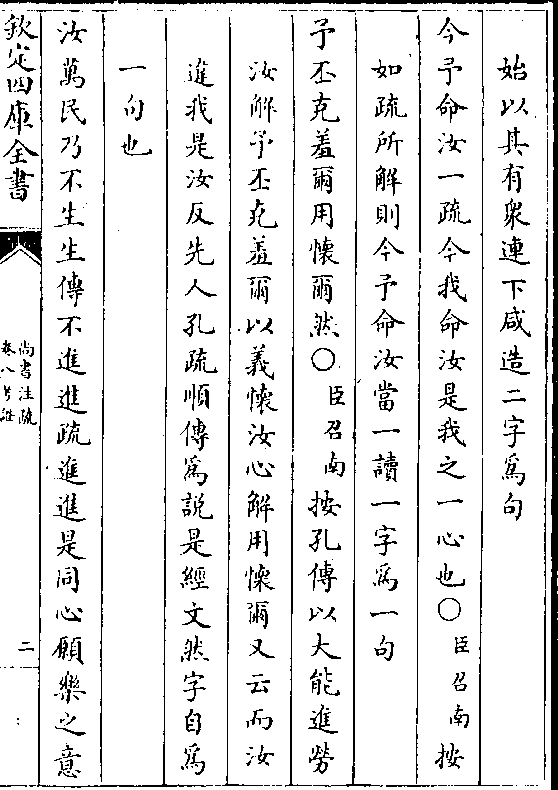 始以其有衆連下咸造二字爲句
今予命汝一疏今我命汝是我之一心也○臣召南按
如疏所解則今予命汝當一讀一字爲一句
予丕克羞爾用懷爾然○臣召南按孔傳以大能進勞
汝解予丕克羞爾以義懷汝心解用懷爾又云而汝
進我是汝反先人孔疏順傳爲説是經文然字自爲
一句也
汝萬民乃不生生傳不進進疏進進是同心願樂之意
欽定四庫全書
尚書注疏
卷八考證
二